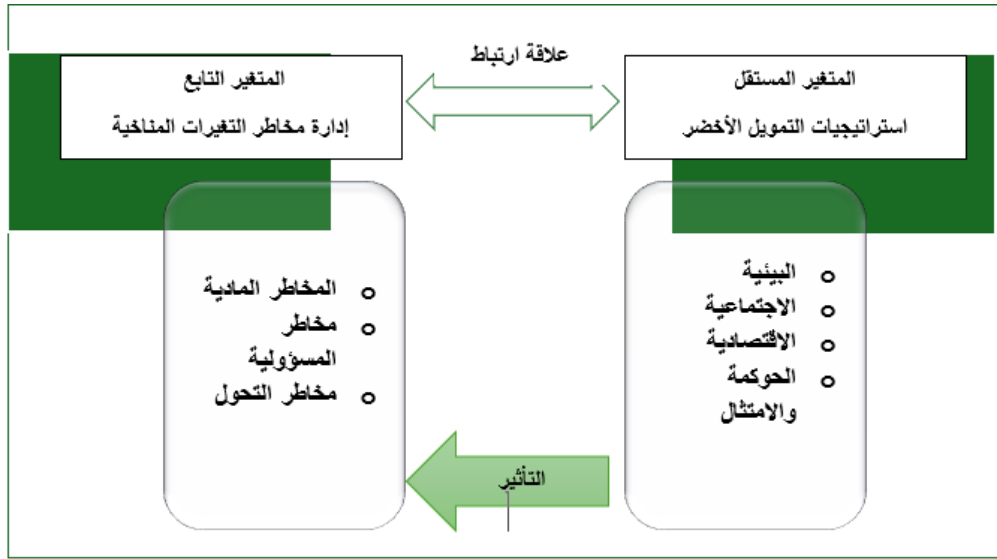 علاقة ارتباط
المتغير المستقل
استراتيجيات التمويل الأخضر
المتغير التابع
إدارة مخاطر التغيرات المناخية
البيئية
الاجتماعية
الاقتصادية
الحوكمة
والامتثال
المخاطر المادية
مخاطر
المسؤولية
مخاطر التحول
التأثير